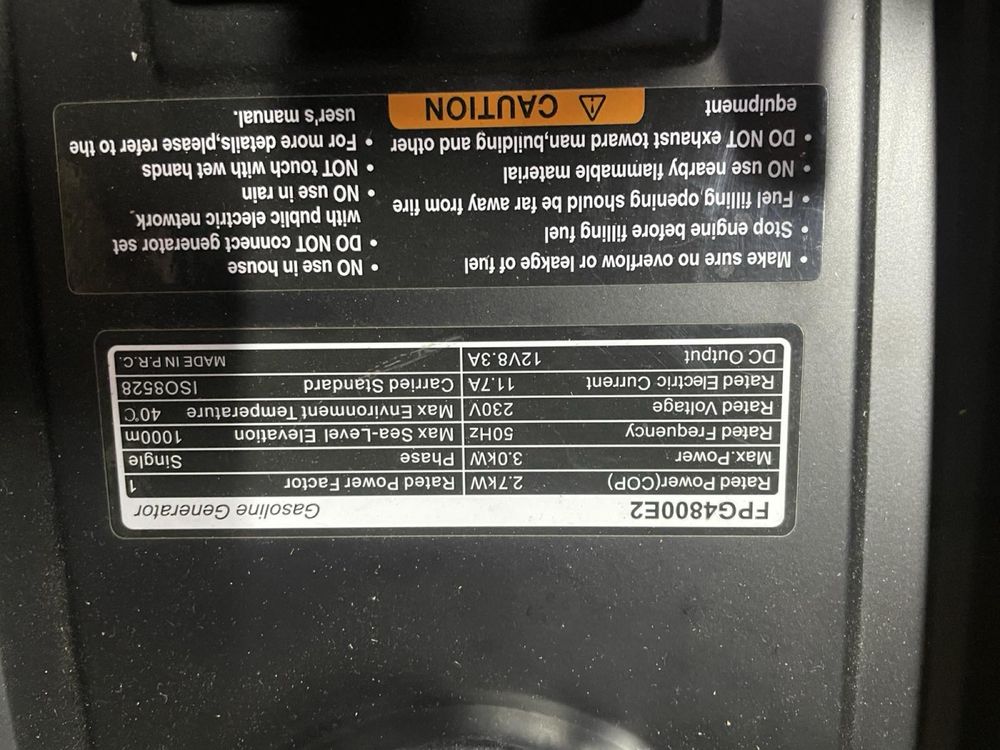 FPG4800E2 Gasoline Generator
Rated Power(COP) 2.7kW Rated Power Factor 1
Max.Power 3.0kW Phase Single
Rated Frequency 50Hz Max Sea-Level Elevation 1000m
Rated Voltage 230V Max Environment Temperature 40℃
Rated Electric Current 11.7A Carried Standard ISO8528
DC Output 12V8.3A MADE IN P.R.C.
• Make sure no overflow or leakge of fuel
• Stop engine before filling fuel
• Fuel filling opening should be far away from fire
• NO use nearby flammable material
• DO NOT exhaust toward man,building and other
equipment
• NO use in house
• DO NOT connect generator set
with public electric network
• NO use in rain
• NOT touch with wet hands
• For more details,please refer to the
user's manual.
CAUTION